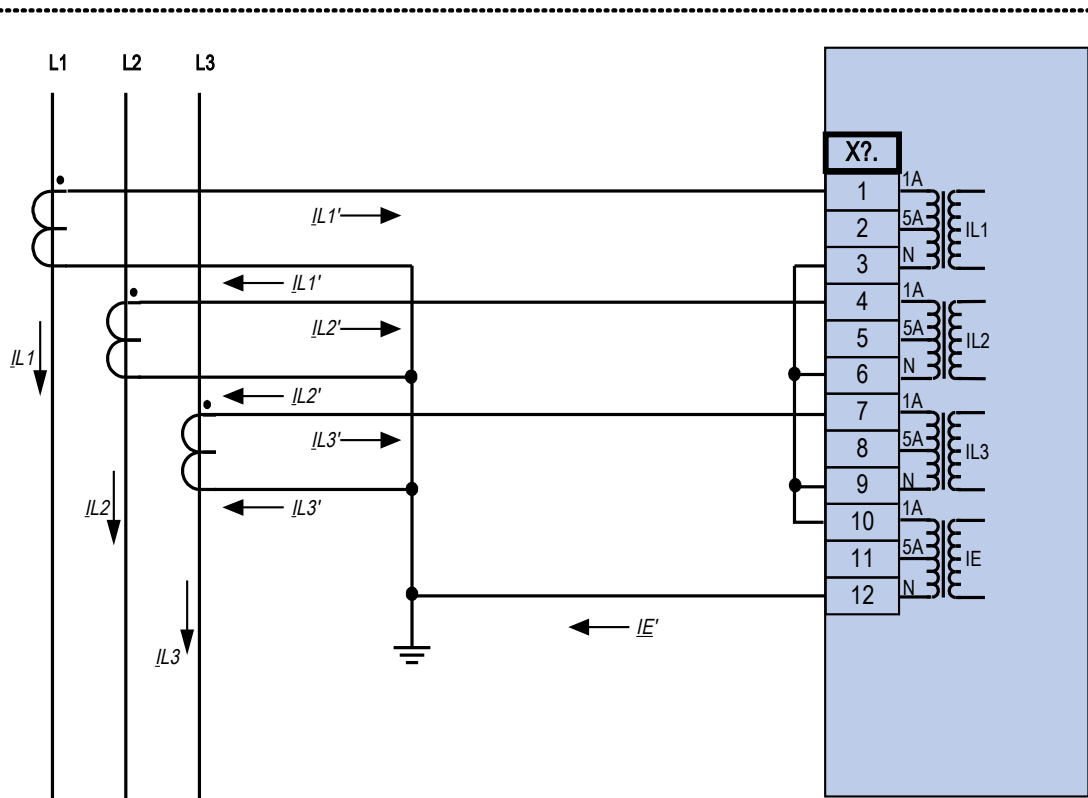 L1 L2 L3
X?.
1 1A
IL1'
2 5A IL1
3 N
IL1'
4 1A
IL2'
5 5A IL2
IL1
6 N
IL2'
7 1A
IL3'
8 5A IL3
9 N
IL2
IL3'
10 1A
11 5A IE
12 N
IE'
IL3